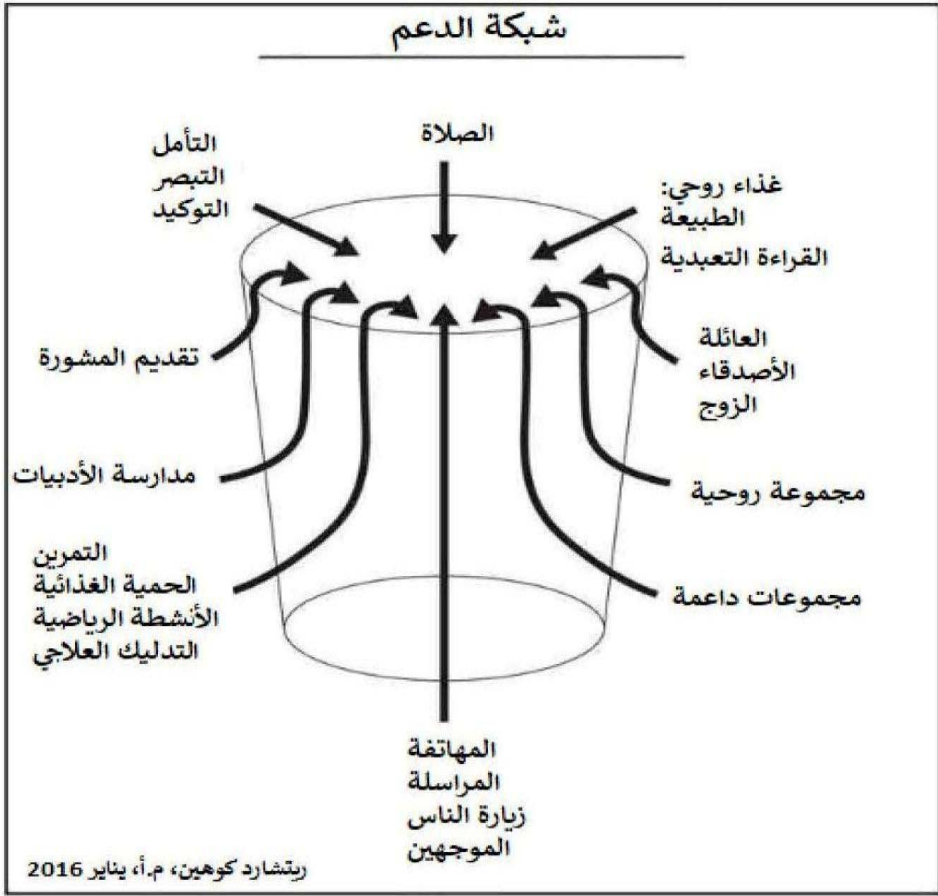 شبكة الدعم
الصلاة
غذاء روحي:
الطبيعة
القراءة التعبدية
التأمل
التبصر
التوكيد
العائلة
الأصدقاء
الزوج
تقديم المشورة
مجموعة روحية
مدارسة الأدبيات
مجموعات داعمة
التمرين
الحمية الغذائية
الأنشطة الرياضية
التدليك العلاجي
المهاتفة
المراسلة
زيارة الناس
الموجهين
ريتشارد كوهين، م.أ، يناير 2016